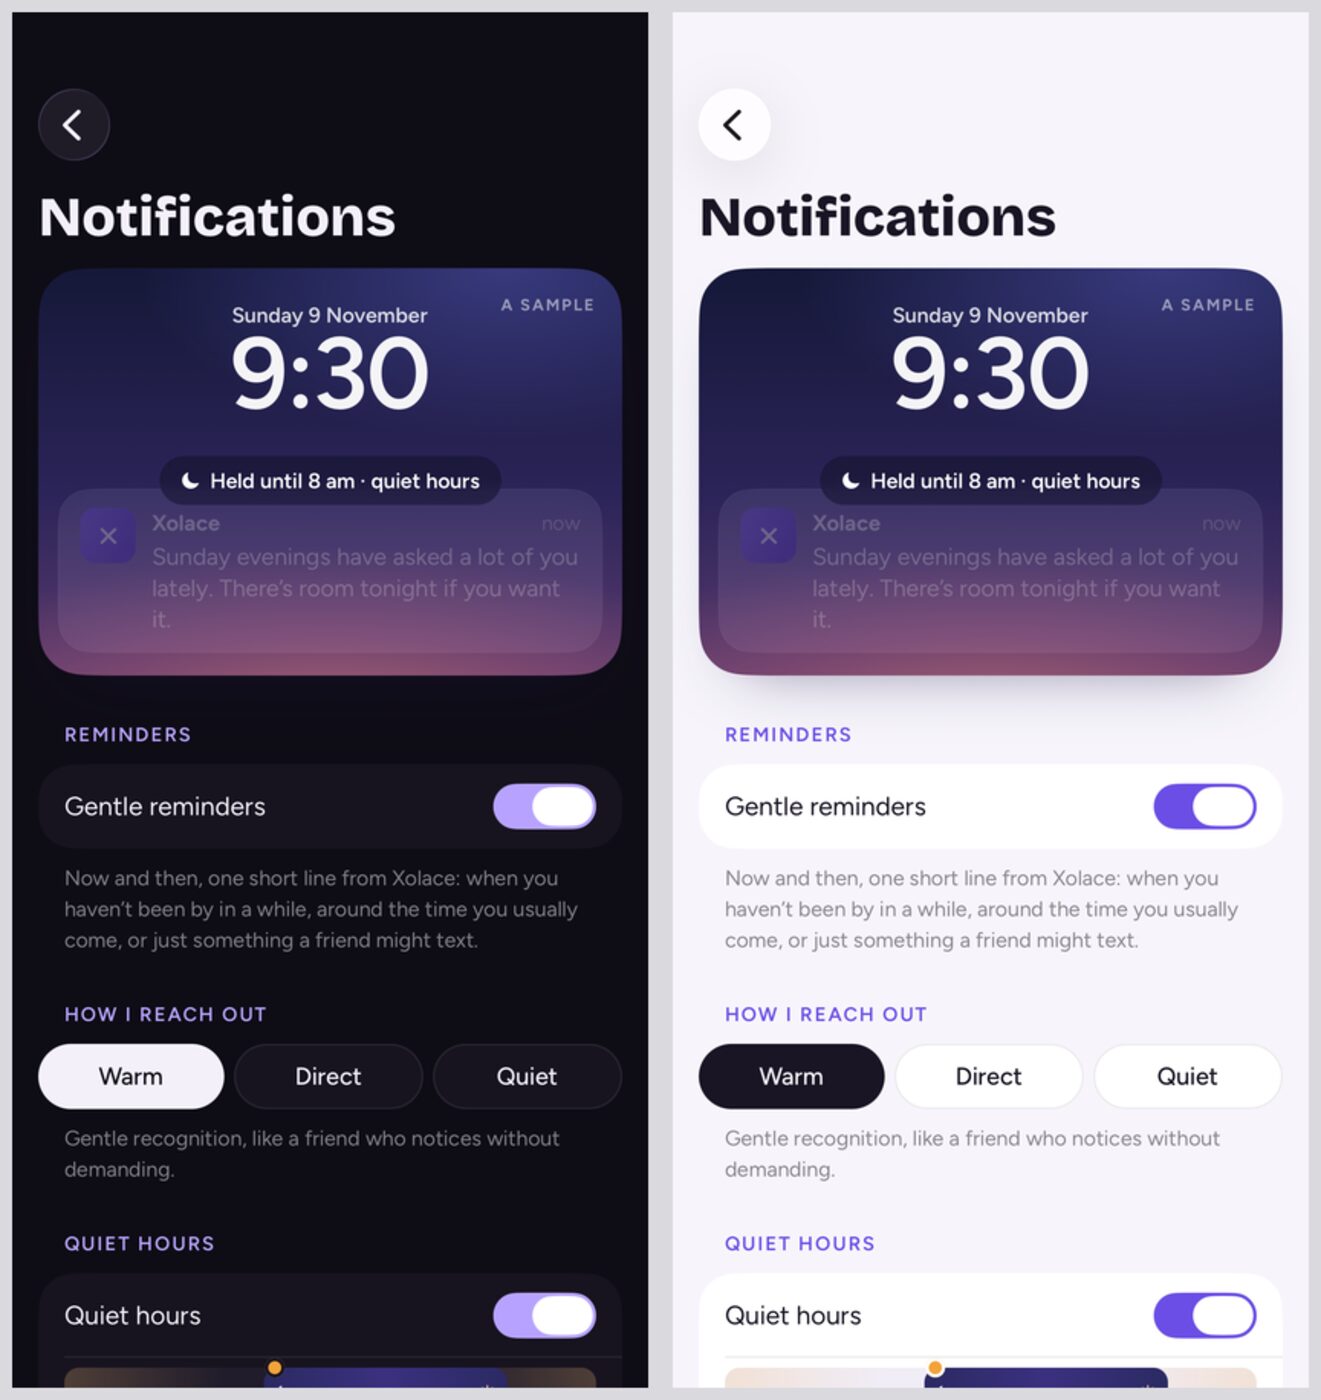 Notifications
A SAMPLE
Sunday 9 November
9:30
Held until 8 am · quiet hours
Xolace
now
Sunday evenings have asked a lot of you
lately. There’s room tonight if you want
it.
REMINDERS
Gentle reminders
Now and then, one short line from Xolace: when you
haven’t been by in a while, around the time you usually
come, or just something a friend might text.
HOW I REACH OUT
Warm
Direct
Quiet
Gentle recognition, like a friend who notices without
demanding.
QUIET HOURS
Quiet hours
Notifications
A SAMPLE
Sunday 9 November
9:30
Held until 8 am · quiet hours
Xolace
now
Sunday evenings have asked a lot of you
lately. There’s room tonight if you want
it.
REMINDERS
Gentle reminders
Now and then, one short line from Xolace: when you
haven’t been by in a while, around the time you usually
come, or just something a friend might text.
HOW I REACH OUT
Warm
Direct
Quiet
Gentle recognition, like a friend who notices without
demanding.
QUIET HOURS
Quiet hours